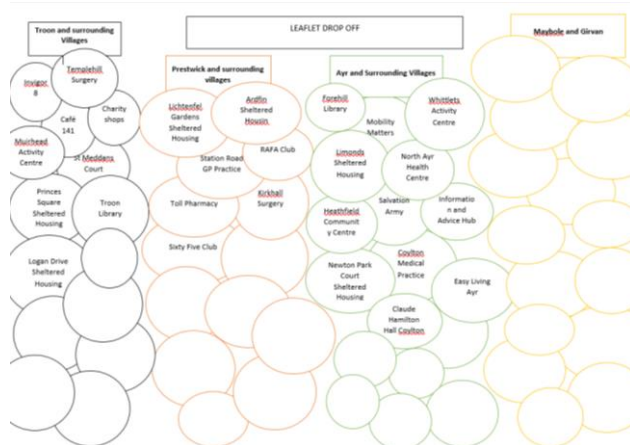 LEAFLET DROP OFF
Troon and surrounding
Villages
Invigor
8
Templehill
Surgery
Café
141
Charity
shops
Muirhead
Activity
Centre
St Meddans
Court
Princes
Square
Sheltered
Housing
Troon
Library
Logan Drive
Sheltered
Housing
Prestwick and surrounding
villages
Lichtenfel
Gardens
Sheltered
Housing
Ardfin
Sheltered
Housin
Station Road
GP Practice
RAFA Club
Toll Pharmacy
Kirkhall
Surgery
Sixty Five Club
Ayr and Surrounding Villages
Forehill
Library
Mobility
Matters
Whittlets
Activity
Centre
Limonds
Sheltered
Housing
North Ayr
Health
Centre
Heathfield
Communit
y Centre
Salvation
Army
Informatio
n and
Advice Hub
Newton Park
Court
Sheltered
Housing
Coylton
Medical
Practice
Easy Living
Ayr
Claude
Hamilton
Hall Coylton
Maybole and Girvan